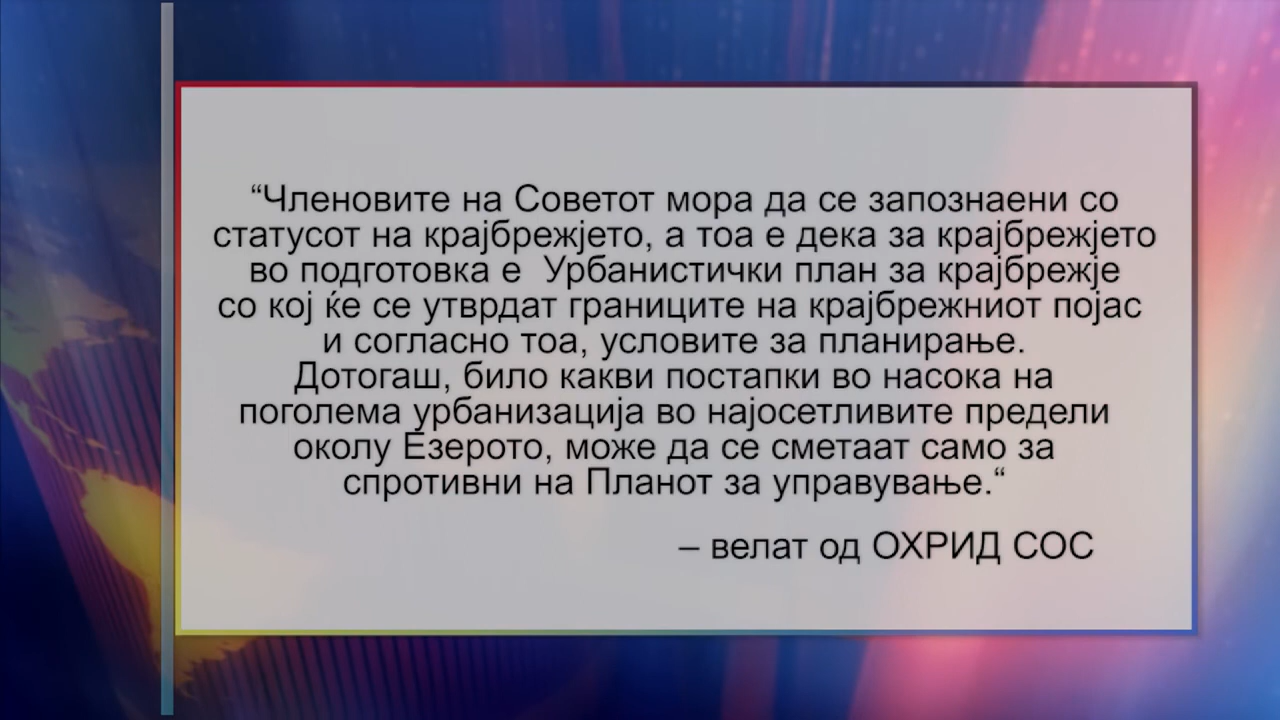 “Членовите на Советот мора да се запознаени со
статусот на крајбрежјето, а тоа е дека за крајбрежјето
во подготовка е  Урбанистички план за крајбрежје
со кој ќе се утврдат границите на крајбрежниот појас
и согласно тоа, условите за планирање.
Дотогаш, било какви постапки во насока на
поголема урбанизација во најосетливите предели
околу Езерото, може да се сметаат само за
спротивни на Планот за управување.“
– велат од ОХРИД СОС